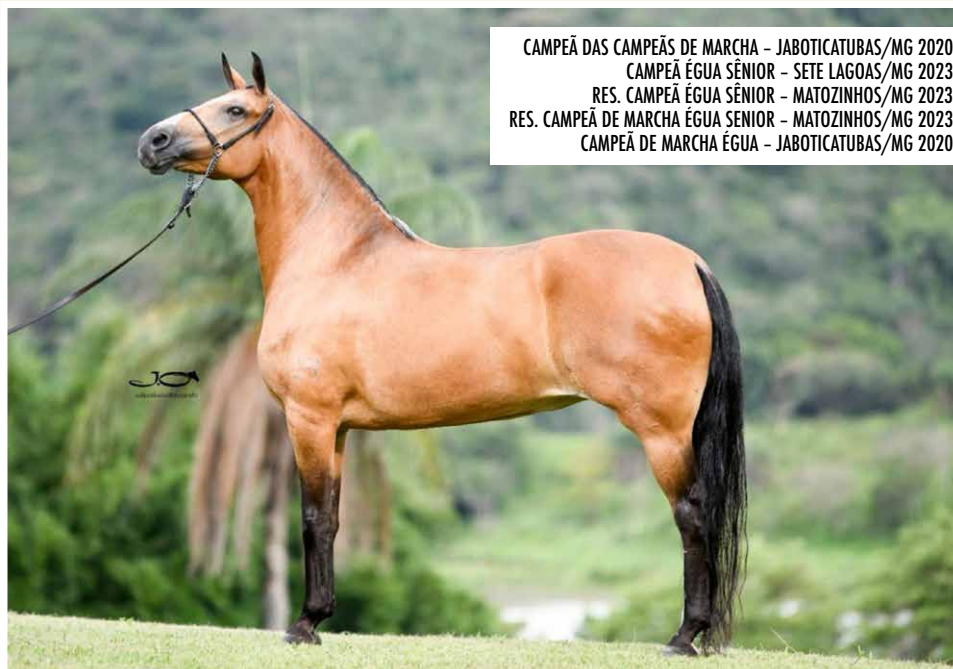 CAMPEÃ DAS CAMPEÃS DE MARCHA – JABOTICATUBAS/MG 2020
CAMPEÃ ÉGUA SÊNIOR – SETE LAGOAS/MG 2023
RES. CAMPEÃ ÉGUA SÊNIOR – MATOZINHOS/MG 2023
RES. CAMPEÃ DE MARCHA ÉGUA SENIOR – MATOZINHOS/MG 2023
CAMPEÃ DE MARCHA ÉGUA – JABOTICATUBAS/MG 2020
J.O